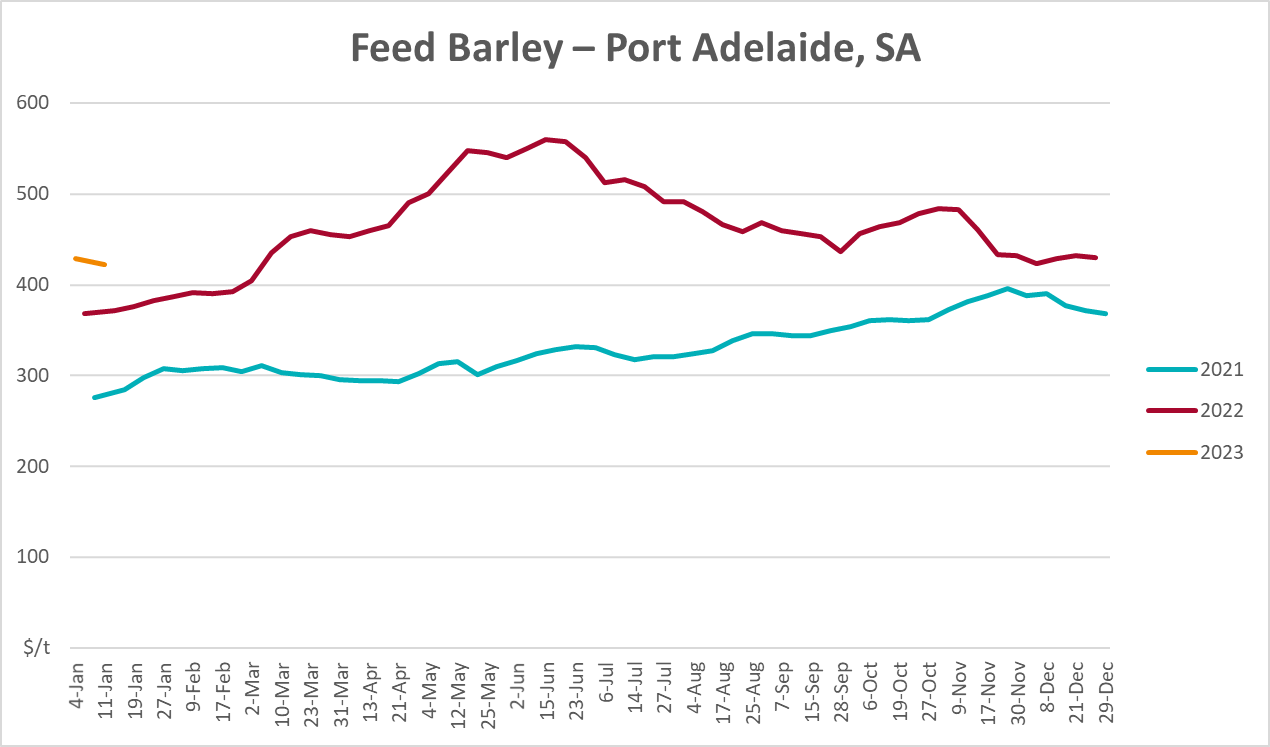 Feed Barley – Port Adelaide, SA
600
500
400
300
200
100
$/t
4-Jan
11-Jan
19-Jan
27-Jan
9-Feb
17-Feb
2-Mar
10-Mar
23-Mar
31-Mar
13-Apr
21-Apr
4-May
12-May
25-May
2-Jun
15-Jun
23-Jun
6-Jul
14-Jul
27-Jul
4-Aug
17-Aug
25-Aug
7-Sep
15-Sep
28-Sep
6-Oct
19-Oct
27-Oct
9-Nov
17-Nov
30-Nov
8-Dec
21-Dec
29-Dec
2021
2022
2023